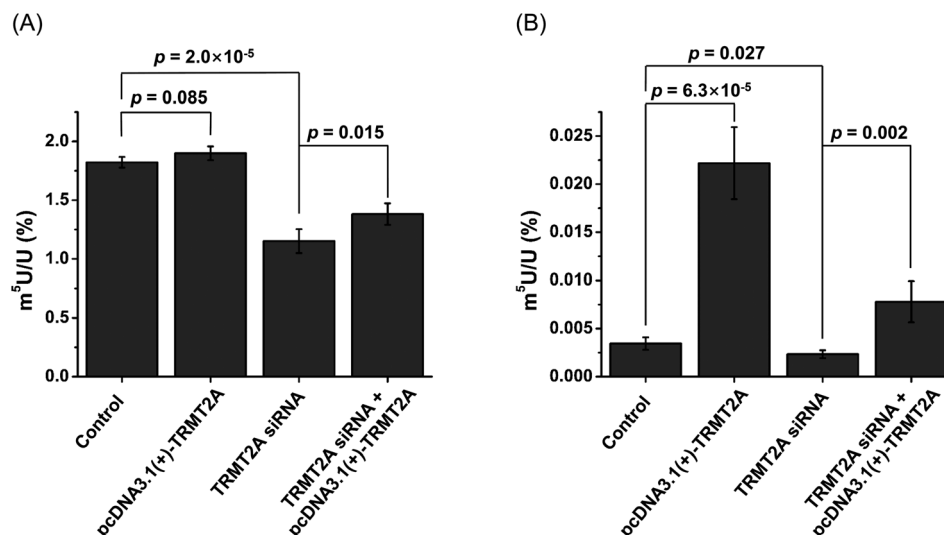 (A)
p = 2.0×10⁻⁵
p = 0.085
p = 0.015
2.0
1.5
1.0
0.5
0.0
m⁵U/U (%)
Control
pcDNA3.1(+)-TRMT2A
TRMT2A siRNA
TRMT2A siRNA +
pcDNA3.1(+)-TRMT2A
(B)
p = 0.027
p = 6.3×10⁻⁵
p = 0.002
0.025
0.020
0.015
0.010
0.005
0.000
m⁵U/U (%)
Control
pcDNA3.1(+)-TRMT2A
TRMT2A siRNA
TRMT2A siRNA +
pcDNA3.1(+)-TRMT2A